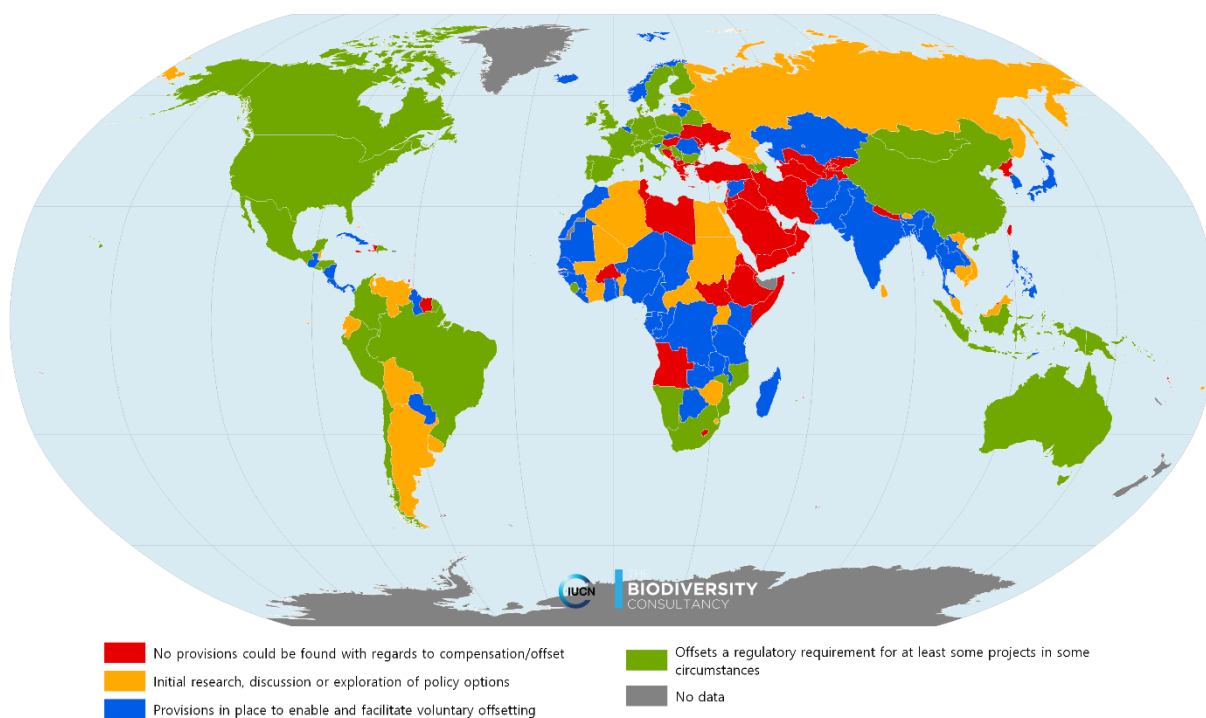 IUCN
THE
BIODIVERSITY
CONSULTANCY
No provisions could be found with regards to compensation/offset
Initial research, discussion or exploration of policy options
Provisions in place to enable and facilitate voluntary offsetting
Offsets a regulatory requirement for at least some projects in some
circumstances
No data